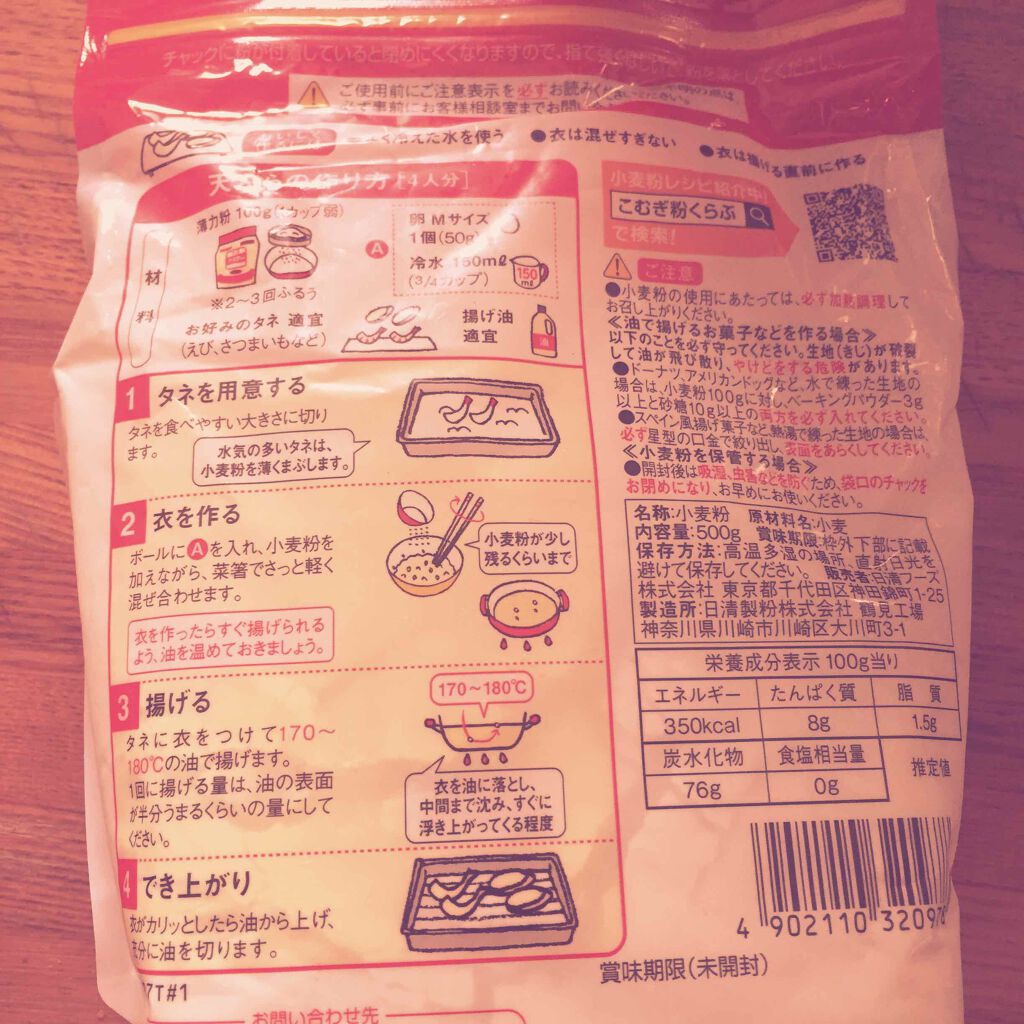 チャックに粉が付着していると閉めにくくなりますので、指で
してください。
ご使用前にご注意表示を必ずお読み
必ず事前にお客様相談室までお問い
く冷えた水を使う ●衣は混ぜすぎない ●衣は揚げる直前に作る
天ぷらの作り方[4人分]
材料
薄力粉 100g(1カップ弱)
※2〜3回ふるう
A
卵 Mサイズ
1個(50g)
冷水 150mℓ
(3/4カップ)
150
mℓ
お好みのタネ 適宜
(えび、さつまいもなど)
揚げ油
適宜
油
1 タネを用意する
タネを食べやすい大きさに切り
ます。
水気の多いタネは、
小麦粉を薄くまぶします。
2 衣を作る
ボールにAを入れ、小麦粉を
加えながら、菜箸でさっと軽く
混ぜ合わせます。
小麦粉が少し
残るくらいまで
衣を作ったらすぐ揚げられる
よう、油を温めておきましょう。
3 揚げる
タネに衣をつけて170〜
180℃の油で揚げます。
1回に揚げる量は、油の表面
が半分うまるくらいの量にして
ください。
170〜180℃
衣を油に落とし、
中間まで沈み、すぐに
浮き上がってくる程度
4 でき上がり
衣がカリッとしたら油から上げ、
充分に油を切ります。
7T#1
お問い合わせ先
小麦粉レシピ紹介中!
こむぎ粉くらぶ
で検索!
ご注意
●小麦粉の使用にあたっては、必ず加熱調理して
お召し上がりください。
≪油で揚げるお菓子などを作る場合≫
以下のことを必ず守ってください。生地(きじ)が破裂
して油が飛び散り、やけどをする危険があります。
●ドーナツ、アメリカンドッグなど、水で練った生地の
場合は、小麦粉100gに対し、ベーキングパウダー3g
以上と砂糖10g以上の両方を必ず入れてください。
●スペイン風揚げ菓子など熱湯で練った生地の場合は、
必ず星型の口金で絞り出し、表面をあらくしてください。
≪小麦粉を保管する場合≫
●開封後は吸湿、虫害などを防ぐため、袋口のチャックを
お閉めになり、お早めにお使いください。
名称:小麦粉 原材料名:小麦
内容量:500g 賞味期限:枠外下部に記載
保存方法:高温多湿の場所、直射日光を
避けて保存してください。 販売者:日清フーズ
株式会社 東京都千代田区神田錦町1-25
製造所:日清製粉株式会社 鶴見工場
神奈川県川崎市川崎区大川町3-1
栄養成分表示 100g当り
エネルギー たんぱく質 脂質
350kcal 8g 1.5g
炭水化物 食塩相当量 推定値
76g 0g
4 902110 32097
賞味期限(未開封)